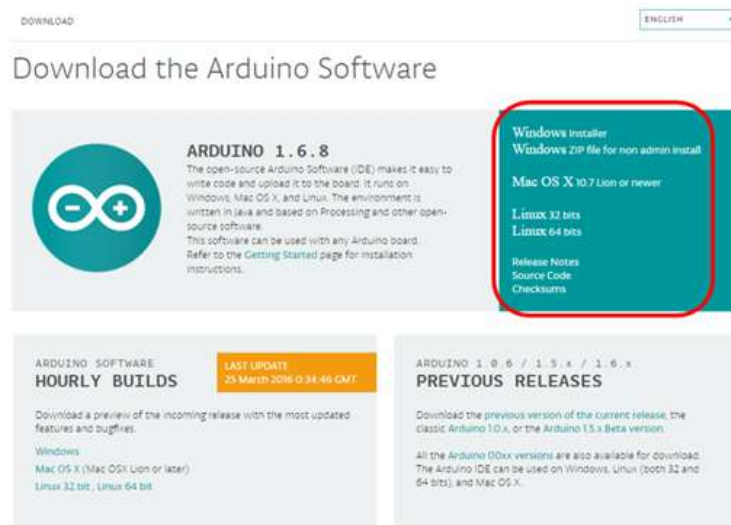 DOWNLOAD
ENGLISH
Download the Arduino Software
ARDUINO 1.6.8
The open-source Arduino Software (IDE) makes it easy to
write code and upload it to the board. It runs on
Windows, Mac OS X, and Linux. The environment is
written in Java and based on Processing and other open-
source software.
This software can be used with any Arduino board.
Refer to the Getting Started page for Installation
instructions.
Windows Installer
Windows ZIP file for non admin install
Mac OS X 10.7 Lion or newer
Linux 32 bits
Linux 64 bits
Release Notes
Source Code
Checksums
ARDUINO SOFTWARE
HOURLY BUILDS
LAST UPDATE
25 March 2016 0:34:46 GMT
Download a preview of the incoming release with the most updated
features and bugfixes.
Windows
Mac OS X (Mac OSX Lion or later)
Linux 32 bit , Linux 64 bit
ARDUINO 1.0.6 / 1.5.x / 1.6.x
PREVIOUS RELEASES
Download the previous version of the current release, the
classic Arduino 1.0.x, or the Arduino 1.5.x Beta version.
All the Arduino 00xx versions are also available for download.
The Arduino IDE can be used on Windows, Linux (both 32 and
64 bits), and Mac OS X.